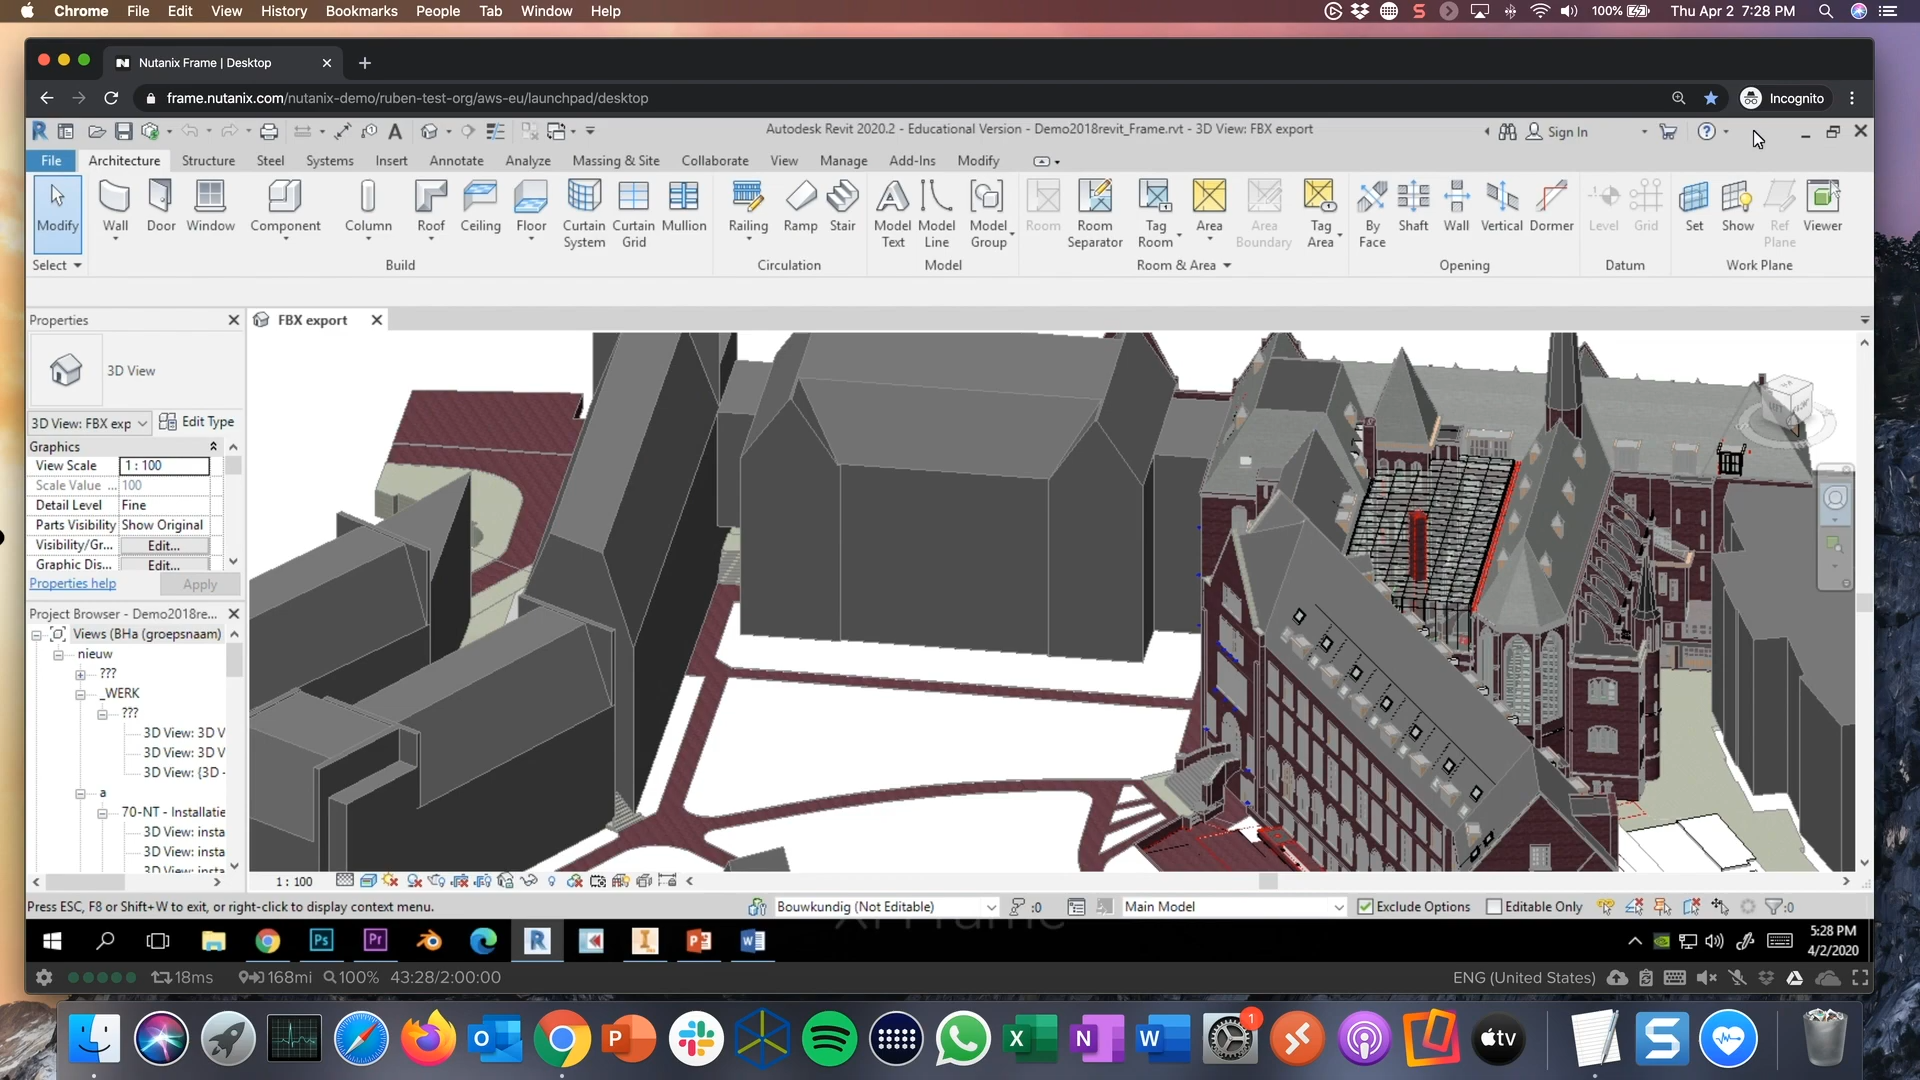 Chrome File Edit View History Bookmarks People Tab Window Help 100% Thu Apr 2 7:28 PM
Nutanix Frame | Desktop
frame.nutanix.com/nutanix-demo/ruben-test-org/aws-eu/launchpad/desktop Incognito
Autodesk Revit 2020.2 - Educational Version - Demo2018revit_Frame.rvt - 3D View: FBX export Sign In
File Architecture Structure Steel Systems Insert Annotate Analyze Massing & Site Collaborate View Manage Add-Ins Modify
Modify Wall Door Window Component Column Roof Ceiling Floor Curtain System Curtain Grid Mullion Railing Ramp Stair Model Text Model Line Model Group Room Room Separator Tag Room Area Area Boundary Tag Area By Face Shaft Wall Vertical Dormer Level Grid Set Show Ref Plane Viewer
Select Build Circulation Model Room & Area Opening Datum Work Plane
Properties
FBX export
3D View
3D View: FBX exp Edit Type
Graphics
View Scale 1 : 100
Scale Value ... 100
Detail Level Fine
Parts Visibility Show Original
Visibility/Gr... Edit...
Graphic Dis... Edit...
Properties help Apply
Project Browser - Demo2018re...
Views (BHa (groepsnaam)
nieuw
???
_WERK
???
3D View: 3D V
3D View: 3D V
3D View: {3D -
a
70-NT - Installatie
3D View: insta
3D View: insta
3D View: insta
1 : 100
Press ESC, F8 or Shift+W to exit, or right-click to display context menu. Bouwkundig (Not Editable) :0 Main Model Exclude Options Editable Only :0
5:28 PM
4/2/2020
18ms 168mi 100% 43:28/2:00:00 ENG (United States)
1
tv